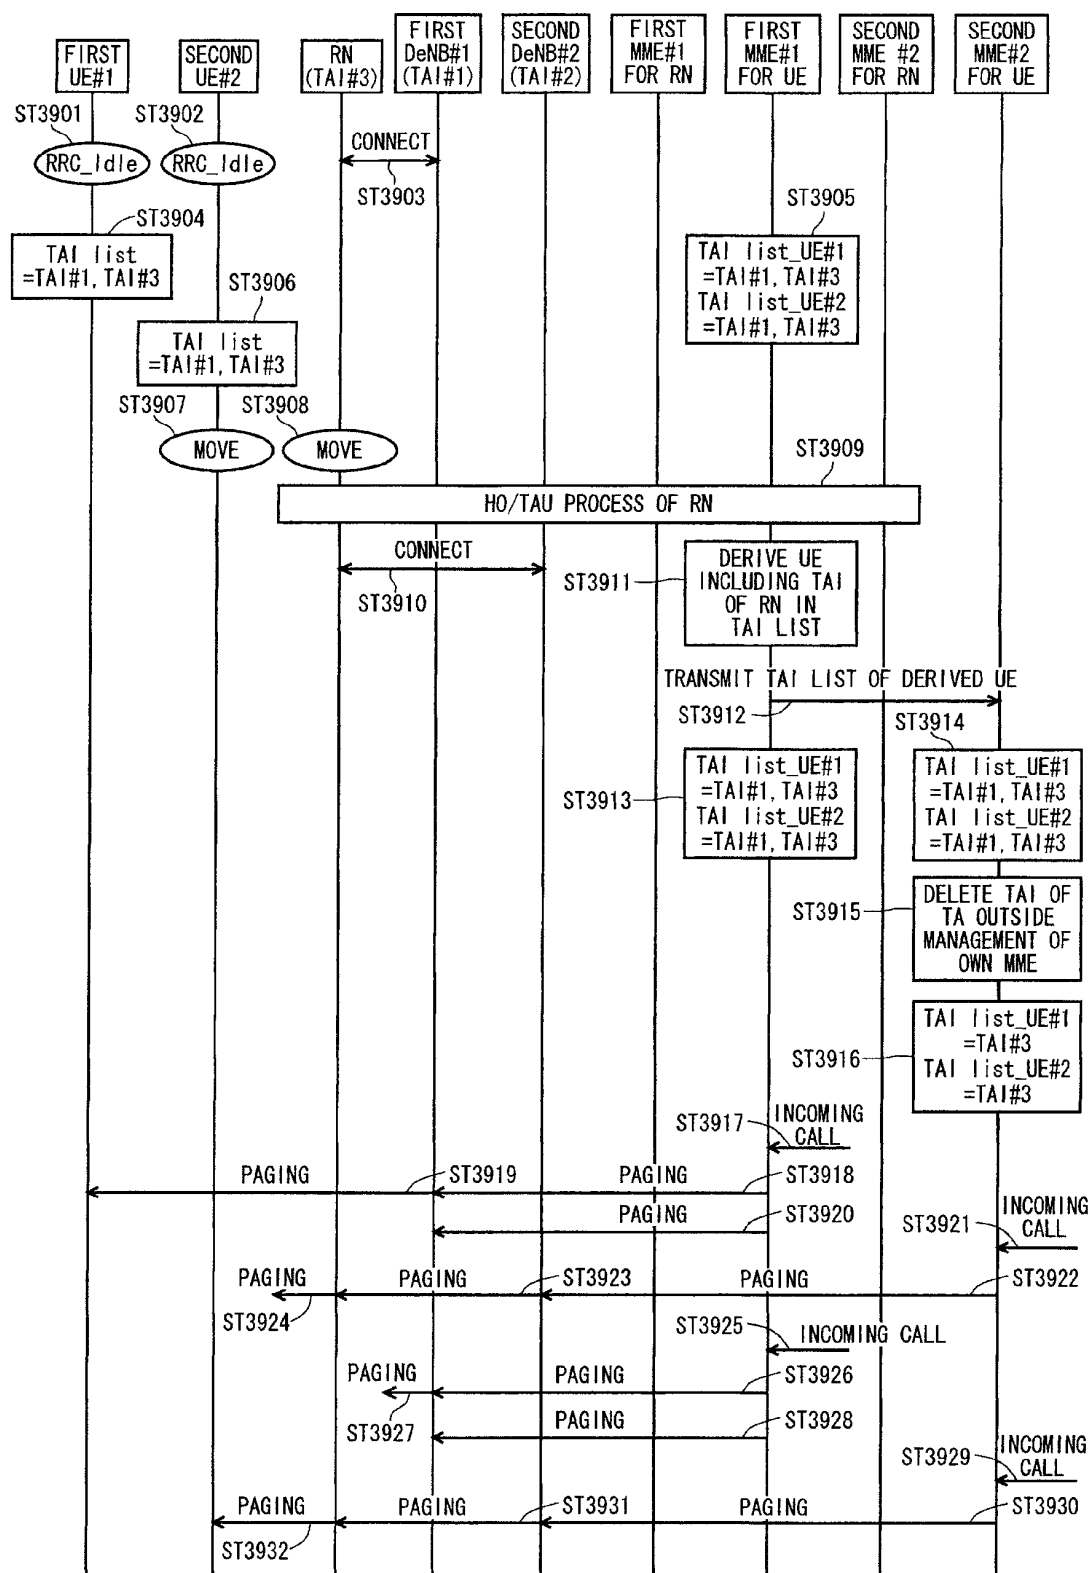 FIRST
UE#1
SECOND
UE#2
RN
(TAI#3)
FIRST
DeNB#1
(TAI#1)
SECOND
DeNB#2
(TAI#2)
FIRST
MME#1
FOR RN
FIRST
MME#1
FOR UE
SECOND
MME #2
FOR RN
SECOND
MME#2
FOR UE
ST3901
RRC_Idle
ST3902
RRC_Idle
CONNECT
ST3903
ST3904
TAI list
=TAI#1, TAI#3
ST3905
TAI list_UE#1
=TAI#1, TAI#3
TAI list_UE#2
=TAI#1, TAI#3
ST3906
TAI list
=TAI#1, TAI#3
ST3907
MOVE
ST3908
MOVE
ST3909
HO/TAU PROCESS OF RN
CONNECT
ST3910
ST3911
DERIVE UE
INCLUDING TAI
OF RN IN
TAI LIST
TRANSMIT TAI LIST OF DERIVED UE
ST3912
ST3913
TAI list_UE#1
=TAI#1, TAI#3
TAI list_UE#2
=TAI#1, TAI#3
ST3914
TAI list_UE#1
=TAI#1, TAI#3
TAI list_UE#2
=TAI#1, TAI#3
ST3915
DELETE TAI OF
TA OUTSIDE
MANAGEMENT OF
OWN MME
ST3916
TAI list_UE#1
=TAI#3
TAI list_UE#2
=TAI#3
ST3917
INCOMING
CALL
PAGING
ST3919
PAGING
ST3918
PAGING
ST3920
ST3921
INCOMING
CALL
PAGING
ST3924
PAGING
ST3923
PAGING
ST3922
ST3925
INCOMING CALL
PAGING
ST3927
PAGING
ST3926
PAGING
ST3928
ST3929
INCOMING
CALL
PAGING
ST3932
PAGING
ST3931
PAGING
ST3930